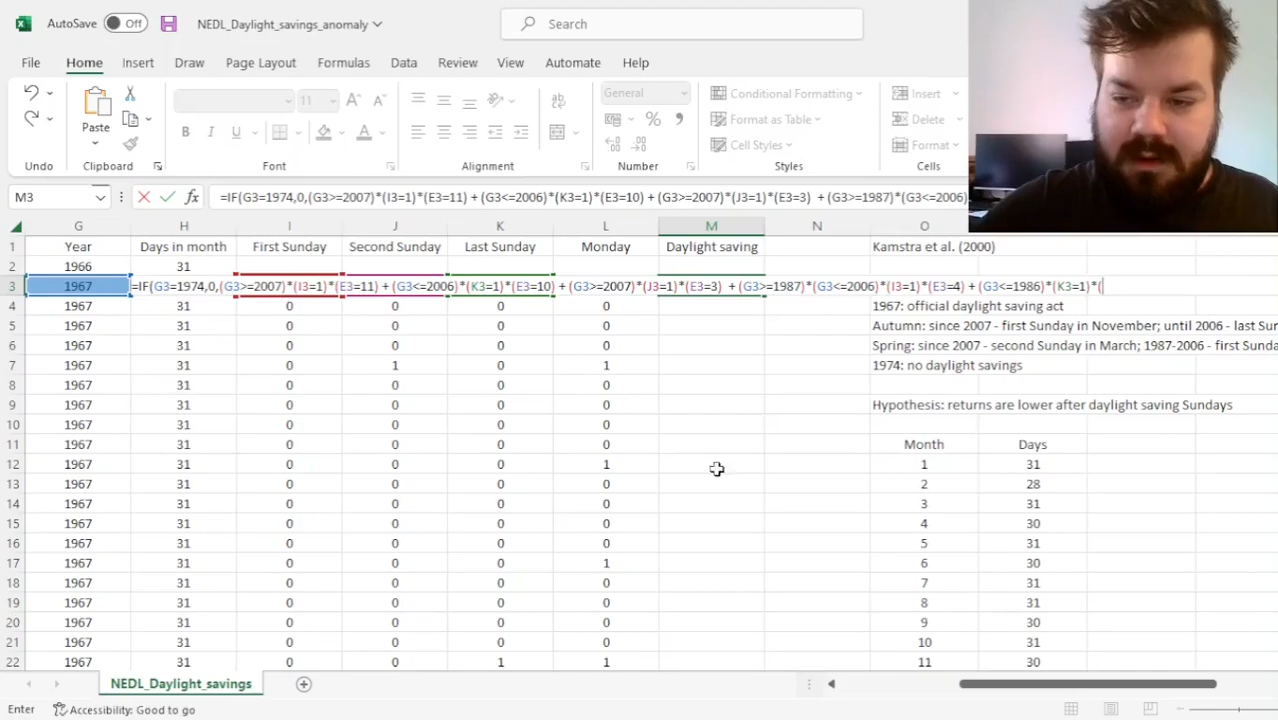 AutoSave Off NEDL_Daylight_savings_anomaly Search
File Home Insert Draw Page Layout Formulas Data Review View Automate Help
11 General Conditional Formatting Insert
Paste B I U Format as Table Delete
Cell Styles Format
Undo Clipboard Font Alignment Number Styles Cells
M3 =IF(G3=1974,0,(G3>=2007)*(I3=1)*(E3=11) + (G3<=2006)*(K3=1)*(E3=10) + (G3>=2007)*(J3=1)*(E3=3) + (G3>=1987)*(G3<=2006)
G H I J K L M N O
1 Year Days in month First Sunday Second Sunday Last Sunday Monday Daylight saving Kamstra et al. (2000)
2 1966 31
3 1967 =IF(G3=1974,0,(G3>=2007)*(I3=1)*(E3=11) + (G3<=2006)*(K3=1)*(E3=10) + (G3>=2007)*(J3=1)*(E3=3) + (G3>=1987)*(G3<=2006)*(I3=1)*(E3=4) + (G3<=1986)*(K3=1)*(
4 1967 31 0 0 0 0 1967: official daylight saving act
5 1967 31 0 0 0 0 Autumn: since 2007 - first Sunday in November; until 2006 - last Sun
6 1967 31 0 0 0 0 Spring: since 2007 - second Sunday in March; 1987-2006 - first Sunda
7 1967 31 0 1 0 1 1974: no daylight savings
8 1967 31 0 0 0 0
9 1967 31 0 0 0 0 Hypothesis: returns are lower after daylight saving Sundays
10 1967 31 0 0 0 0
11 1967 31 0 0 0 0 Month Days
12 1967 31 0 0 0 1 1 31
13 1967 31 0 0 0 0 2 28
14 1967 31 0 0 0 0 3 31
15 1967 31 0 0 0 0 4 30
16 1967 31 0 0 0 0 5 31
17 1967 31 0 0 0 1 6 30
18 1967 31 0 0 0 0 7 31
19 1967 31 0 0 0 0 8 31
20 1967 31 0 0 0 0 9 30
21 1967 31 0 0 0 0 10 31
22 1967 31 0 0 1 1 11 30
NEDL_Daylight_savings
Enter Accessibility: Good to go